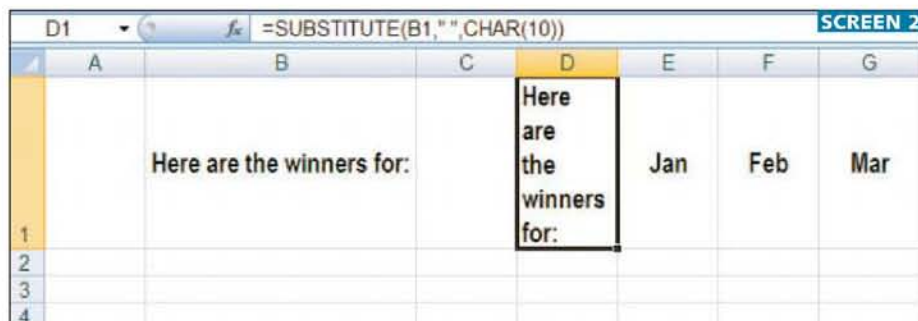 D1 fx =SUBSTITUTE(B1," ",CHAR(10)) SCREEN 2
A B C D E F G
Here
are
Here are the winners for: the Jan Feb Mar
winners
1 for:
2
3
4